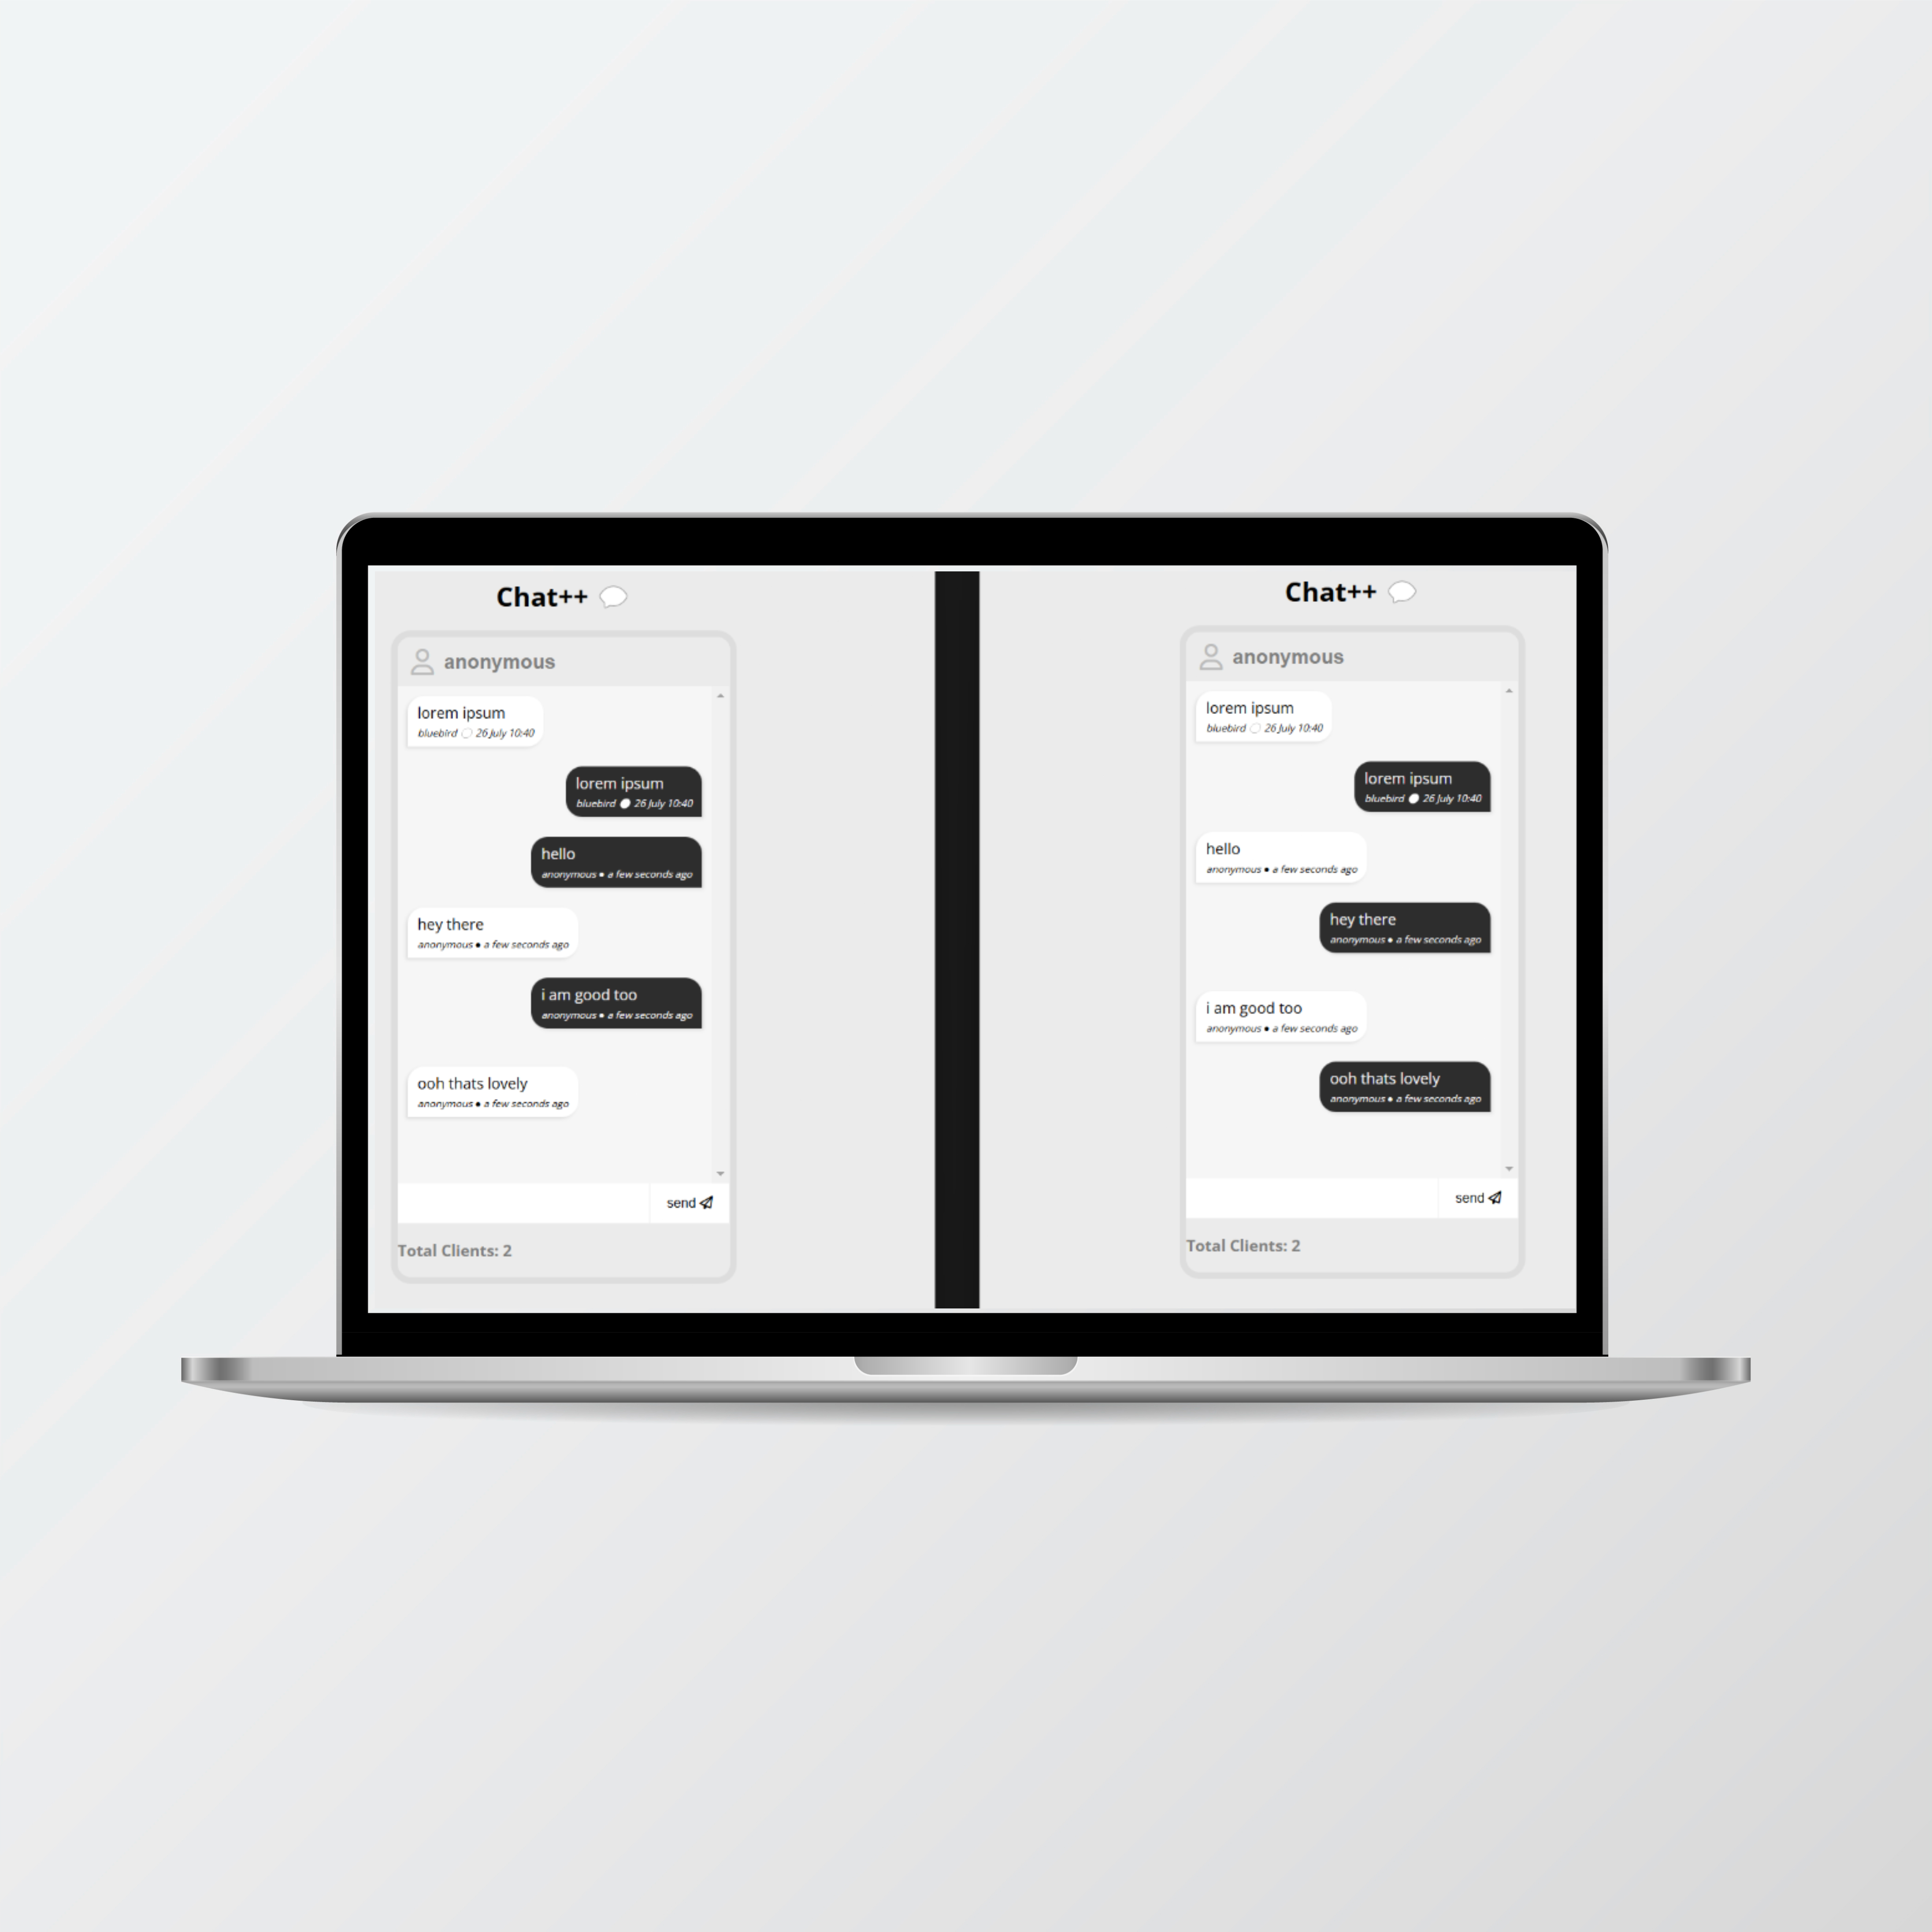 Chat++
anonymous
lorem ipsum
bluebird 26 July 10:40
lorem ipsum
bluebird 26 July 10:40
hello
anonymous • a few seconds ago
hey there
anonymous • a few seconds ago
i am good too
anonymous • a few seconds ago
ooh thats lovely
anonymous • a few seconds ago
send
Total Clients: 2
Chat++
anonymous
lorem ipsum
bluebird 26 July 10:40
lorem ipsum
bluebird 26 July 10:40
hello
anonymous • a few seconds ago
hey there
anonymous • a few seconds ago
i am good too
anonymous • a few seconds ago
ooh thats lovely
anonymous • a few seconds ago
send
Total Clients: 2